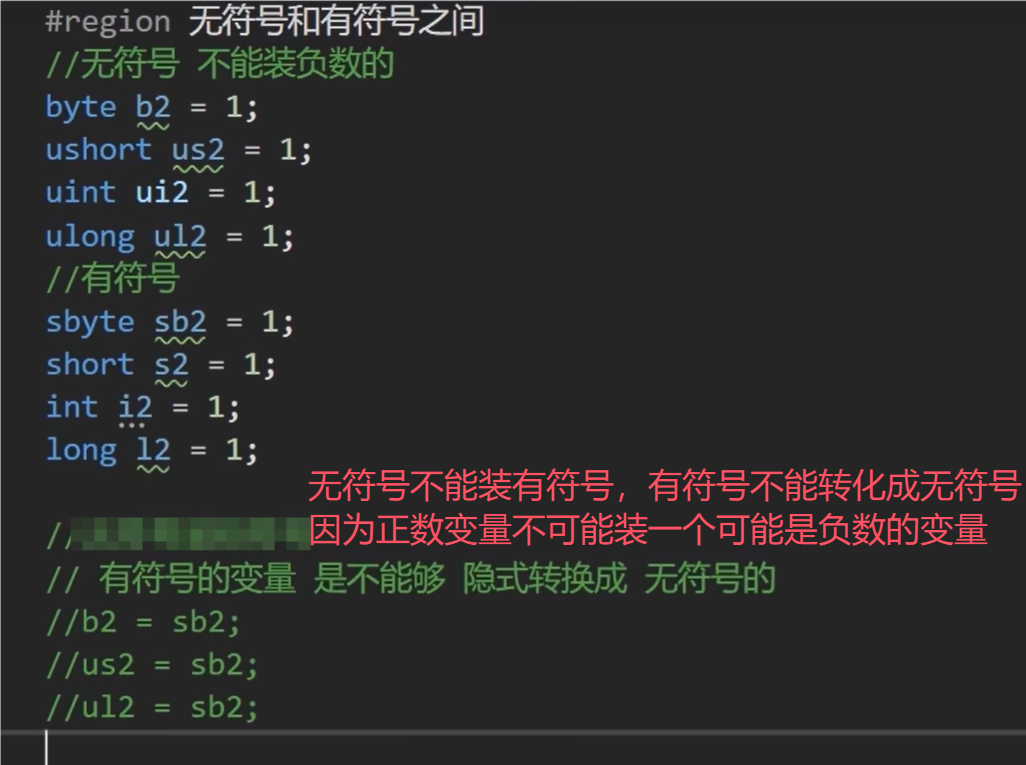 #region 无符号和有符号之间
//无符号 不能装负数的
byte b2 = 1;
ushort us2 = 1;
uint ui2 = 1;
ulong ul2 = 1;
//有符号
sbyte sb2 = 1;
short s2 = 1;
int i2 = 1;
long l2 = 1;
无符号不能装有符号，有符号不能转化成无符号
//
因为正数变量不可能装一个可能是负数的变量
// 有符号的变量 是不能够 隐式转换成 无符号的
//b2 = sb2;
//us2 = sb2;
//ul2 = sb2;